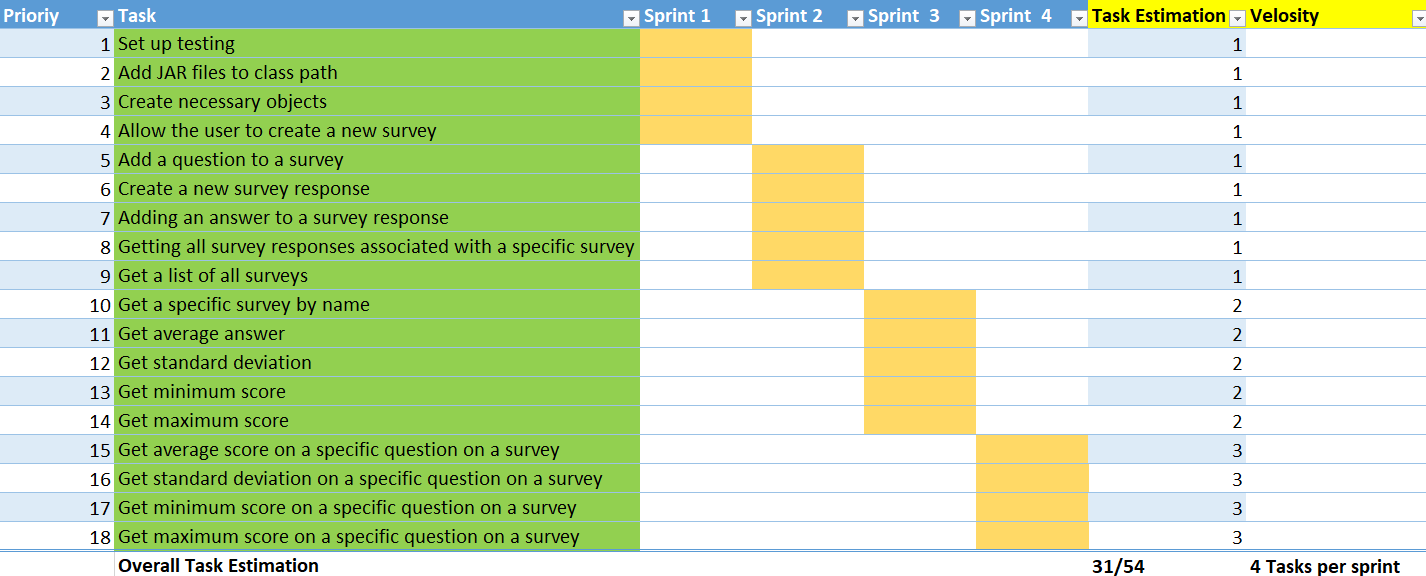 Prioriy Task Sprint 1 Sprint 2 Sprint 3 Sprint 4 Task Estimation Velosity
1 Set up testing 1
2 Add JAR files to class path 1
3 Create necessary objects 1
4 Allow the user to create a new survey 1
5 Add a question to a survey 1
6 Create a new survey response 1
7 Adding an answer to a survey response 1
8 Getting all survey responses associated with a specific survey 1
9 Get a list of all surveys 1
10 Get a specific survey by name 2
11 Get average answer 2
12 Get standard deviation 2
13 Get minimum score 2
14 Get maximum score 2
15 Get average score on a specific question on a survey 3
16 Get standard deviation on a specific question on a survey 3
17 Get minimum score on a specific question on a survey 3
18 Get maximum score on a specific question on a survey 3
Overall Task Estimation 31/54 4 Tasks per sprint